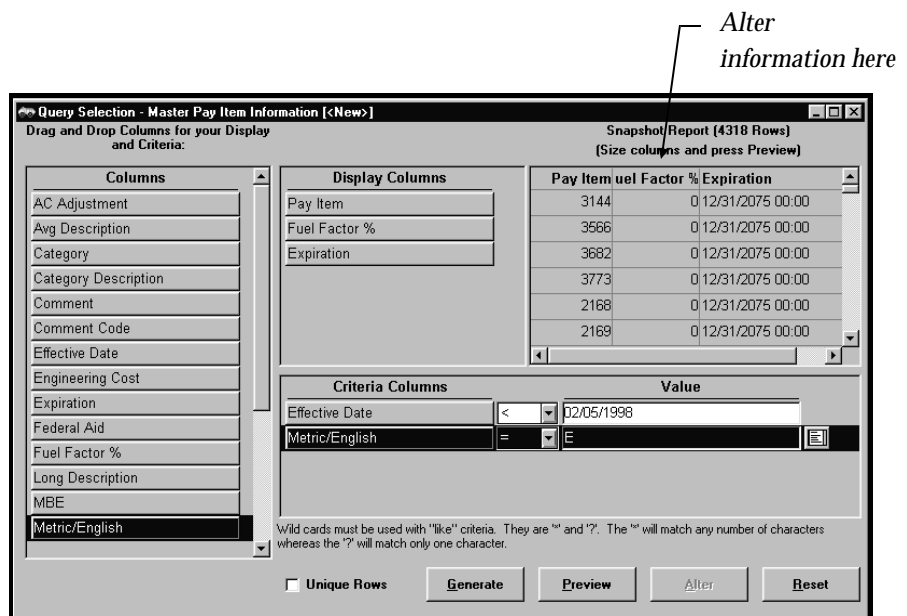 Alter
information here
Query Selection - Master Pay Item Information [<New>]
Drag and Drop Columns for your Display
and Criteria:
Snapshot Report (4318 Rows)
(Size columns and press Preview)
Columns
AC Adjustment
Avg Description
Category
Category Description
Comment
Comment Code
Effective Date
Engineering Cost
Expiration
Federal Aid
Fuel Factor %
Long Description
MBE
Metric/English
Display Columns
Pay Item
Fuel Factor %
Expiration
Pay Item uel Factor % Expiration
3144 0 12/31/2075 00:00
3566 0 12/31/2075 00:00
3682 0 12/31/2075 00:00
3773 0 12/31/2075 00:00
2168 0 12/31/2075 00:00
2169 0 12/31/2075 00:00
Criteria Columns Value
Effective Date < 02/05/1998
Metric/English = E
Wild cards must be used with "like" criteria. They are '*' and '?'. The '*' will match any number of characters
whereas the '?' will match only one character.
Unique Rows Generate Preview Alter Reset